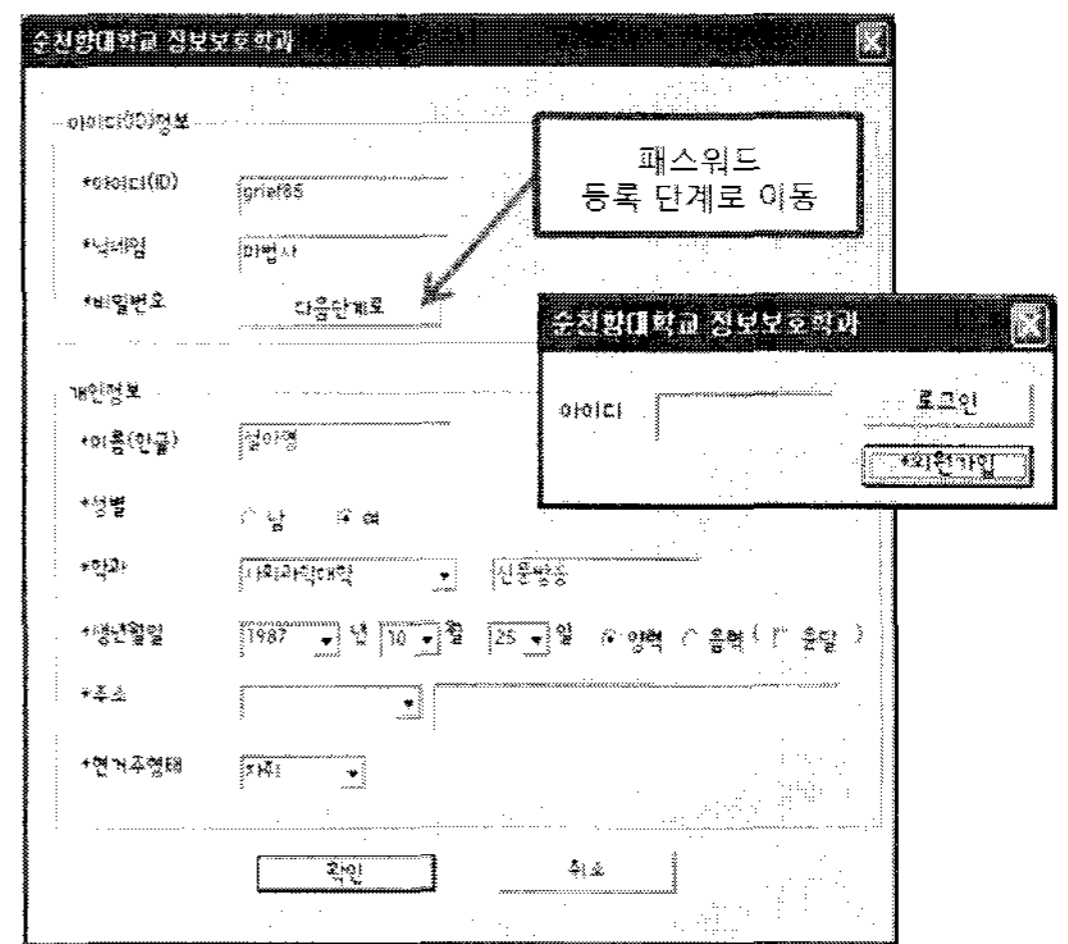 순천향대학교 정보보호학과
아이디(ID)정보
패스워드
등록 단계로 이동
*아이디(ID) grief85
*닉네임 마법사
*비밀번호 다음단계로
순천향대학교 정보보호학과
아이디 로그인
*회원가입
개인정보
*이름(한글)
*성별 남 여
*학과 사회과학대학 신문방송
*생년월일 1987 년 10 월 25 일 양력 음력 ( 윤달 )
*주소
*현거주형태 자취
확인 취소